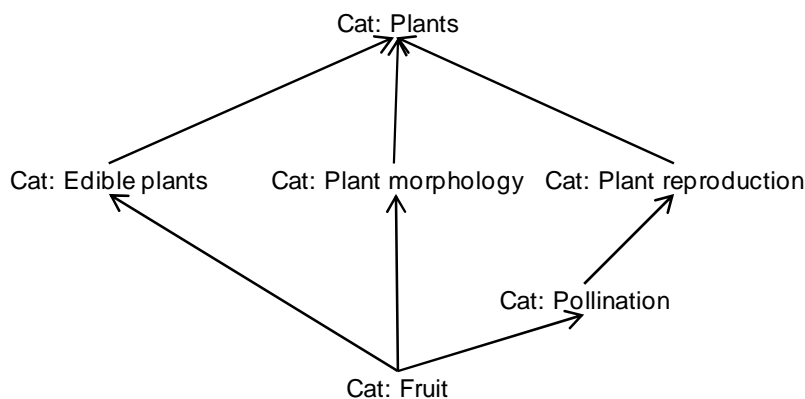 Cat: Plants
Cat: Edible plants
Cat: Plant morphology
Cat: Plant reproduction
Cat: Pollination
Cat: Fruit